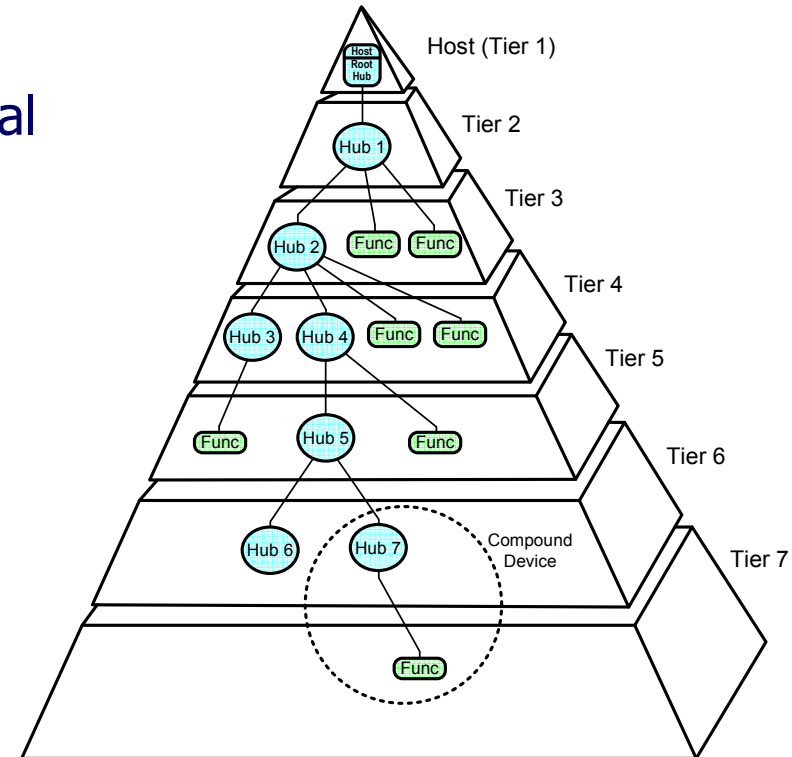 al
Host
Root
Hub
Host (Tier 1)
Hub 1
Tier 2
Hub 2
Func
Func
Tier 3
Hub 3
Hub 4
Func
Func
Tier 4
Func
Hub 5
Func
Tier 5
Hub 6
Hub 7
Compound
Device
Tier 6
Func
Tier 7